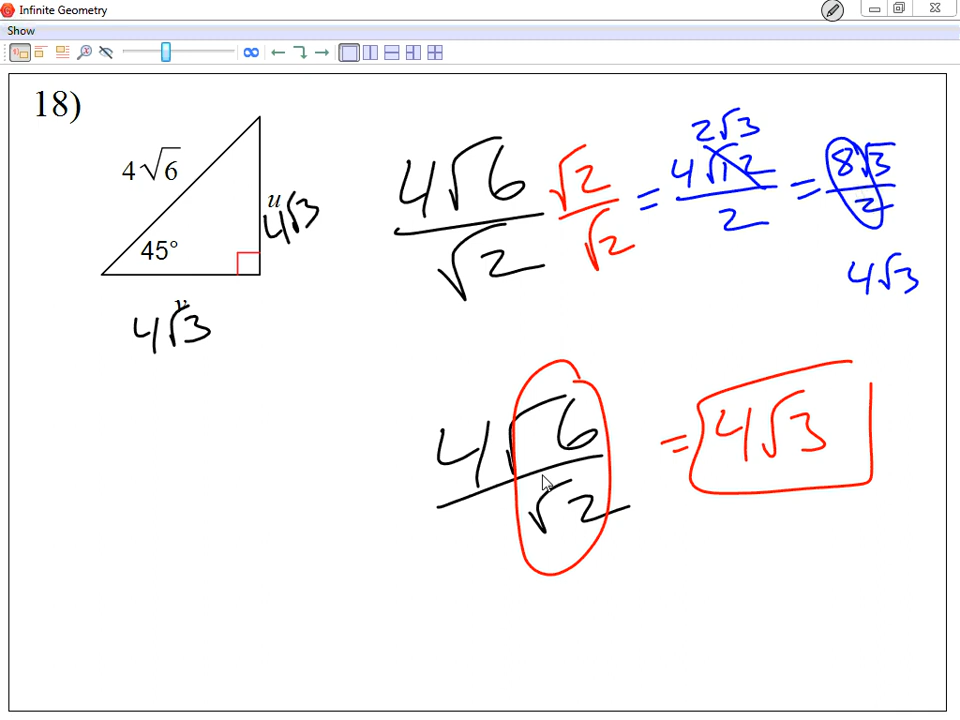 Infinite Geometry
Show
18)
4√6
u
4√3
45°
v
4√3
4√6/√2 √2/√2 = 4√12/2 = 8√3/2
2√3
4√3
4√6/√2 = 4√3